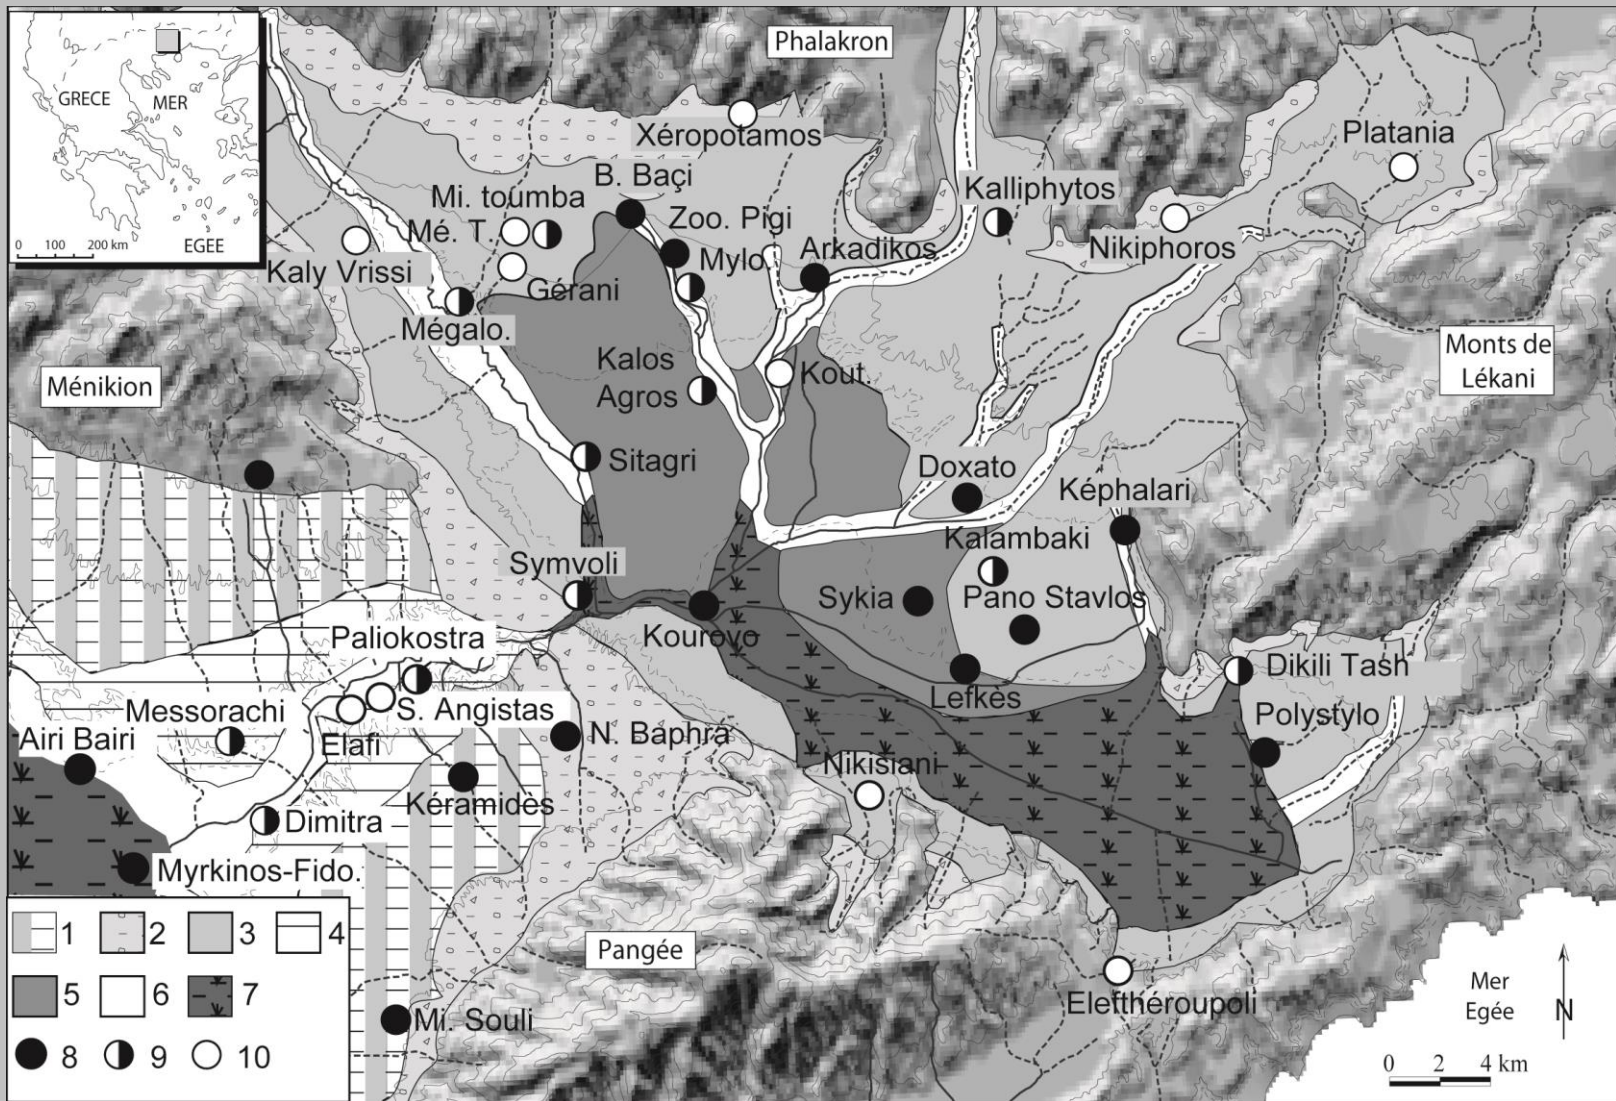 GRECE
MER
EGEE
0 100 200 km
Phalakron
Xéropotamos
Platania
B. Baçi
Kalliphytos
Mi. toumba
Zoo. Pigi
Mé. T.
Arkadikos
Nikiphoros
Kaly Vrissi
Mylo.
Gérani
Mégalo.
Monts de
Lékani
Kalos
Agros
Kout.
Ménikion
Sitagri
Doxato
Képhalari
Kalambaki
Symvoli
Sykia
Pano Stavlos
Kourovo
Paliokostra
Dikili Tash
Lefkès
Messorachi
S. Angistas
Polystylo
Airi Bairi
Elafi
N. Baphra
Nikisiani
Kéramidès
Dimitra
Myrkinos-Fido.
1 2 3 4
Pangée
5 6 7
Mer
Egée
N
Eleftheroupoli
Mi. Souli
8 9 10
0 2 4 km